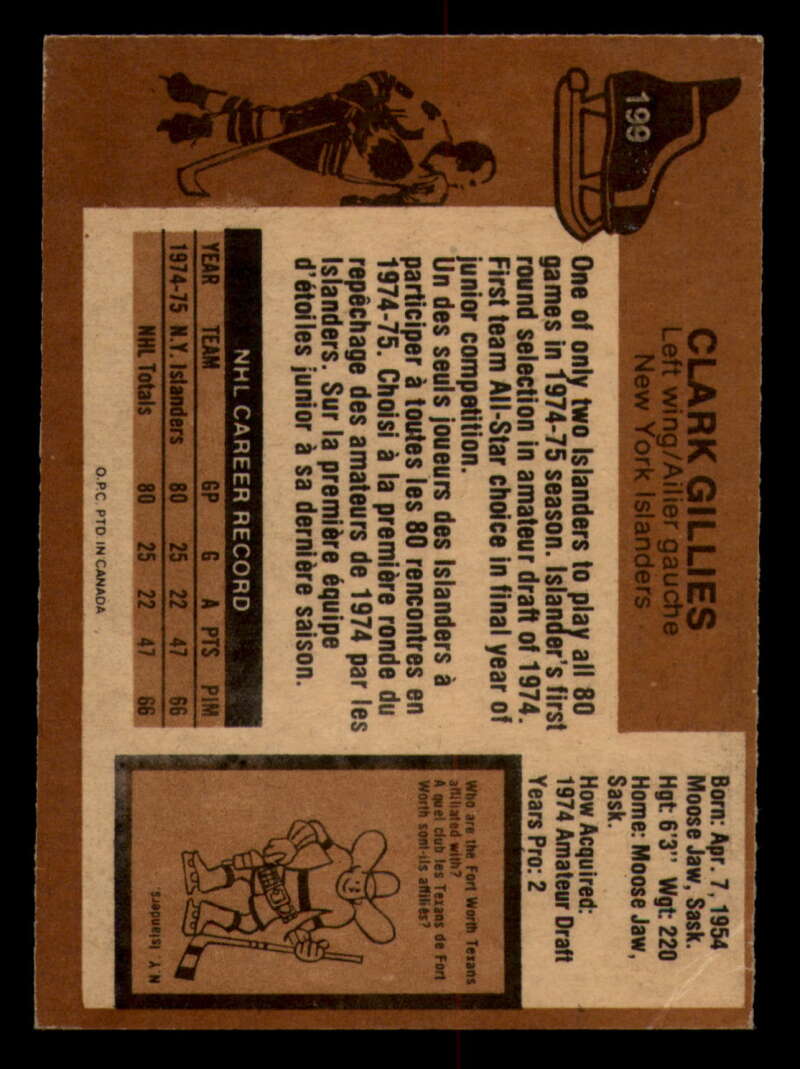 199
CLARK GILLIES
Left wing/Ailier gauche
New York Islanders
One of only two Islanders to play all 80
games in 1974-75 season. Islander's first
round selection in amateur draft of 1974.
First team All-Star choice in final year of
junior competition.
Un des seuls joueurs des Islanders à
participer à toutes les 80 rencontres en
1974-75. Choisi à la première ronde du
repêchage des amateurs de 1974 par les
Islanders. Sur la première équipe
d'étoiles junior à sa dernière saison.
NHL CAREER RECORD
YEAR TEAM GP G A PTS PIM
1974-75 N.Y. Islanders 80 25 22 47 66
NHL Totals 80 25 22 47 66
O.P.C. PTD IN CANADA
Born: Apr. 7, 1954
Moose Jaw, Sask.
Hgt: 6'3" Wgt: 220
Home: Moose Jaw,
Sask.
How Acquired:
1974 Amateur Draft
Years Pro: 2
Who are the Fort Worth Texans
affiliated with?
A quel club les Texans de Fort
Worth sont-ils affiliés?
N.Y. Islanders.